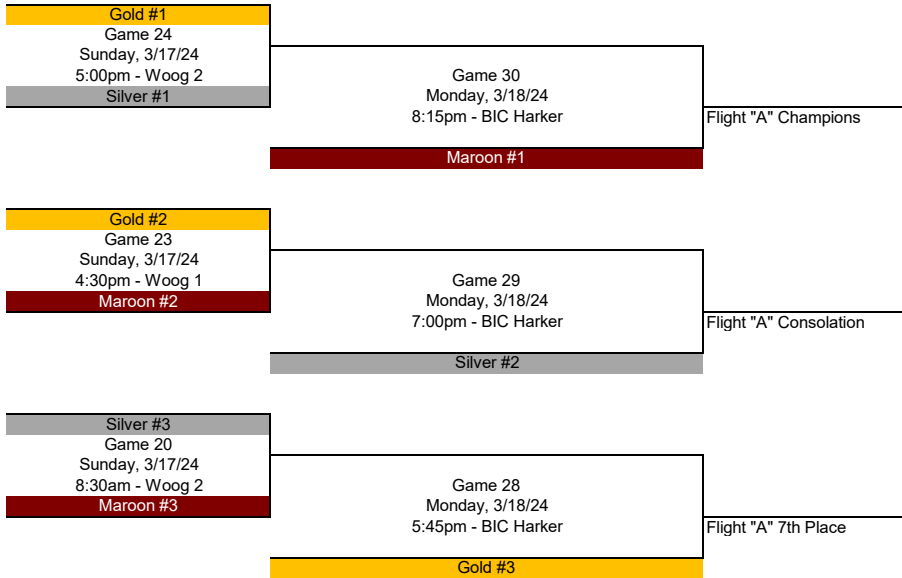 Gold #1
Game 24
Sunday, 3/17/24
5:00pm - Woog 2
Silver #1
Game 30
Monday, 3/18/24
8:15pm - BIC Harker
Maroon #1
Flight "A" Champions
Gold #2
Game 23
Sunday, 3/17/24
4:30pm - Woog 1
Maroon #2
Game 29
Monday, 3/18/24
7:00pm - BIC Harker
Silver #2
Flight "A" Consolation
Silver #3
Game 20
Sunday, 3/17/24
8:30am - Woog 2
Maroon #3
Game 28
Monday, 3/18/24
5:45pm - BIC Harker
Gold #3
Flight "A" 7th Place